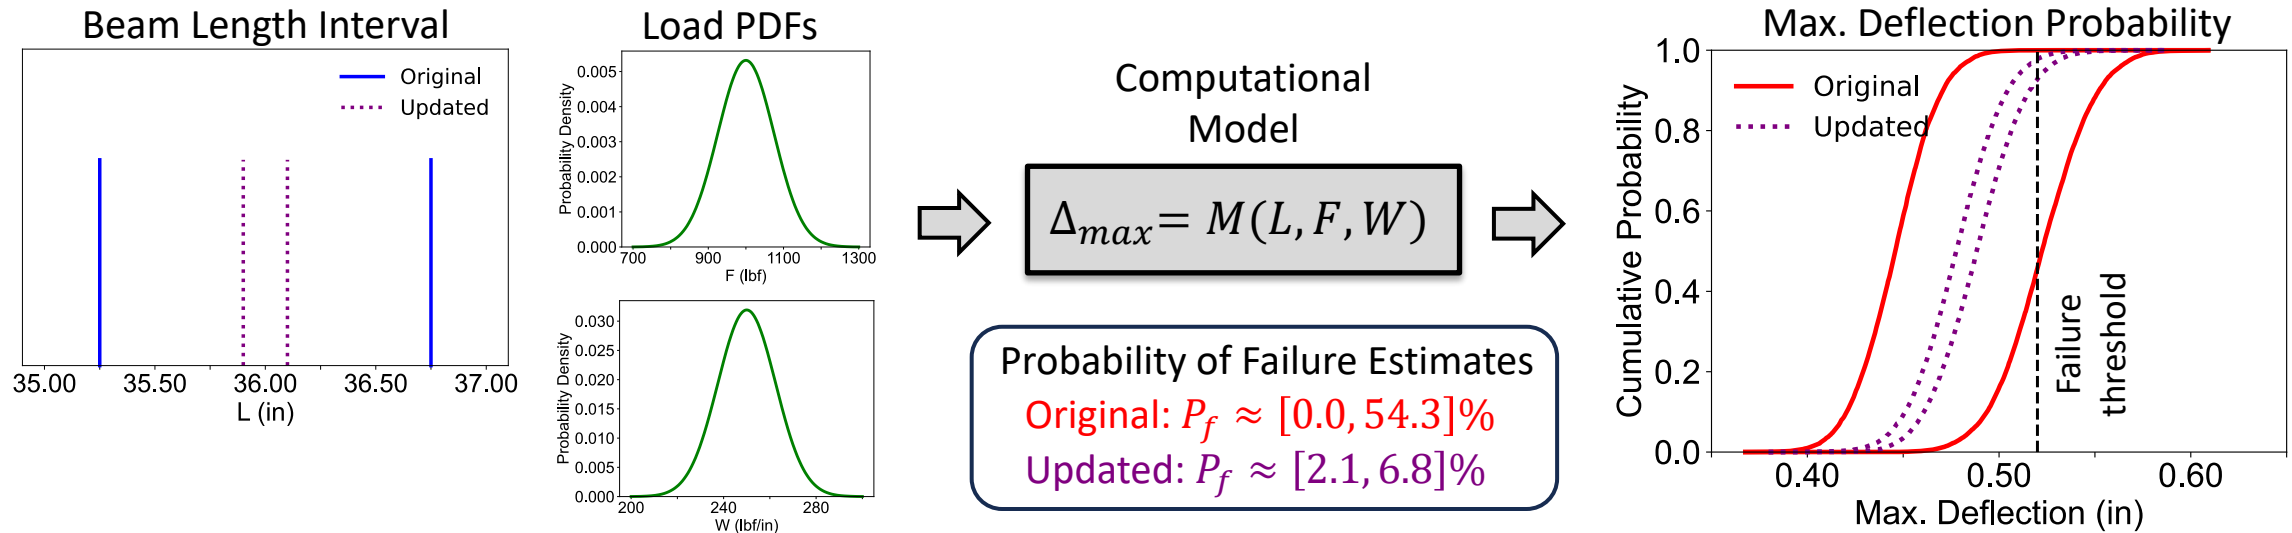 Beam Length Interval
Original
Updated
35.00 35.50 36.00 36.50 37.00
L (in)
Load PDFs
Probability Density
0.005
0.004
0.003
0.002
0.001
0.000
700 900 1100 1300
F (lbf)
Probability Density
0.030
0.025
0.020
0.015
0.010
0.005
0.000
200 240 280
W (lbf/in)
Computational
Model
Δ_max = M(L, F, W)
Probability of Failure Estimates
Original: P_f ≈ [0.0, 54.3]%
Updated: P_f ≈ [2.1, 6.8]%
Max. Deflection Probability
Cumulative Probability
1.0
0.8
0.6
0.4
0.2
0.0
Original
Updated
Failure
threshold
0.40 0.50 0.60
Max. Deflection (in)